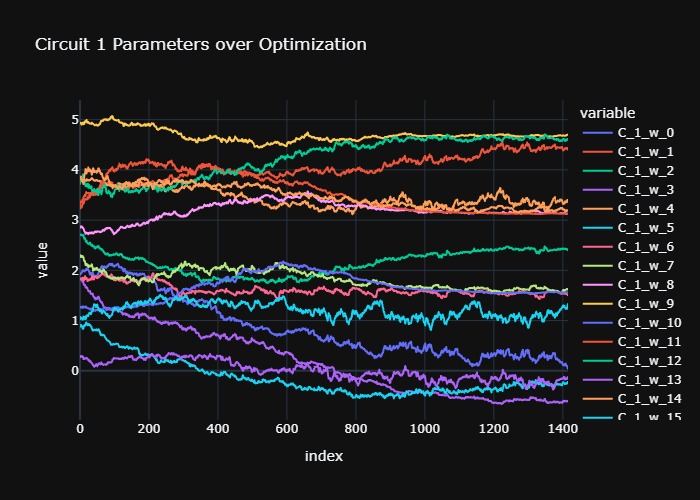 Circuit 1 Parameters over Optimization
variable
C_1_w_0
C_1_w_1
C_1_w_2
C_1_w_3
C_1_w_4
C_1_w_5
C_1_w_6
C_1_w_7
C_1_w_8
C_1_w_9
C_1_w_10
C_1_w_11
C_1_w_12
C_1_w_13
C_1_w_14
C_1_w_15
value
5
4
3
2
1
0
0 200 400 600 800 1000 1200 1400
index